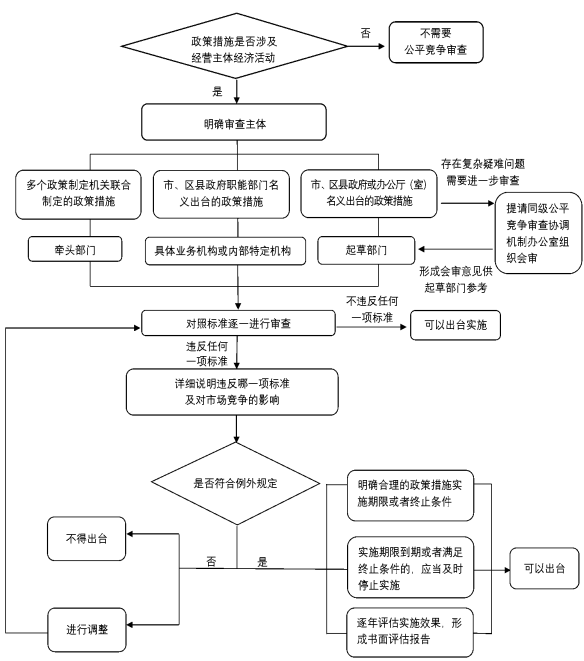 政策措施是否涉及
经营主体经济活动
否
不需要
公平竞争审查
是
明确审查主体
多个政策制定机关联合
制定的政策措施
市、区县政府职能部门名
义出台的政策措施
市、区县政府或办公厅（室）
名义出台的政策措施
存在复杂疑难问题
需要进一步审查
提请同级公平
竞争审查协调
机制办公室组
织会审
牵头部门
具体业务机构或内部特定机构
起草部门
形成会审意见供
起草部门参考
对照标准逐一进行审查
不违反任何
一项标准
可以出台实施
违反任何
一项标准
详细说明违反哪一项标准
及对市场竞争的影响
是否符合例外规定
明确合理的政策措施实
施期限或者终止条件
不得出台
否
是
实施期限到期或者满足
终止条件的，应当及时
停止实施
可以出台
进行调整
逐年评估实施效果，形
成书面评估报告